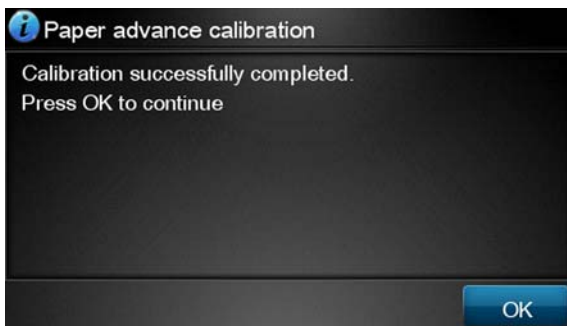 Paper advance calibration
Calibration successfully completed.
Press OK to continue
OK